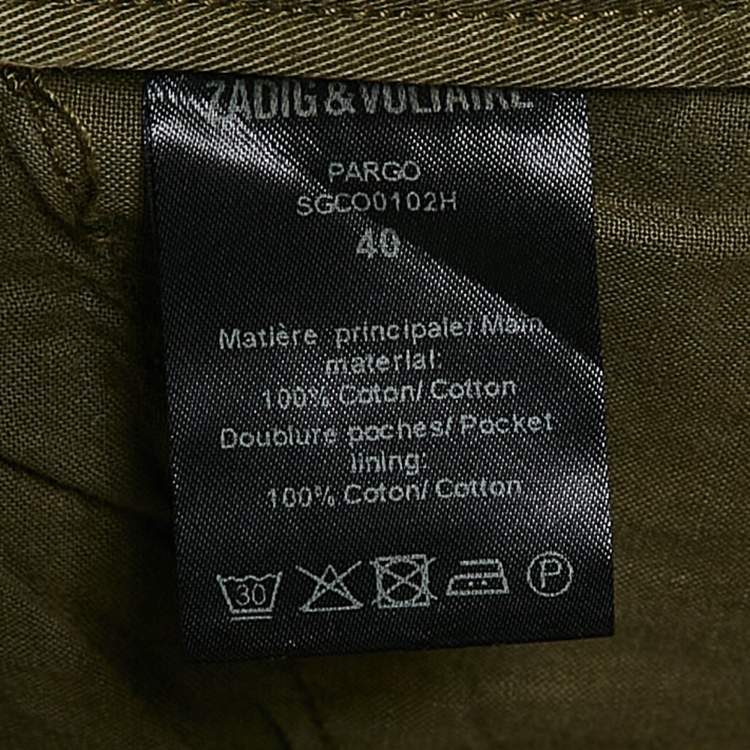 ZADIG & VOLTAIRE
PARGO
SGCO0102H
40
Matière principale/ Main
material:
100% Coton/ Cotton
Doublure poches/ Pocket
lining:
100% Coton/ Cotton
30 P